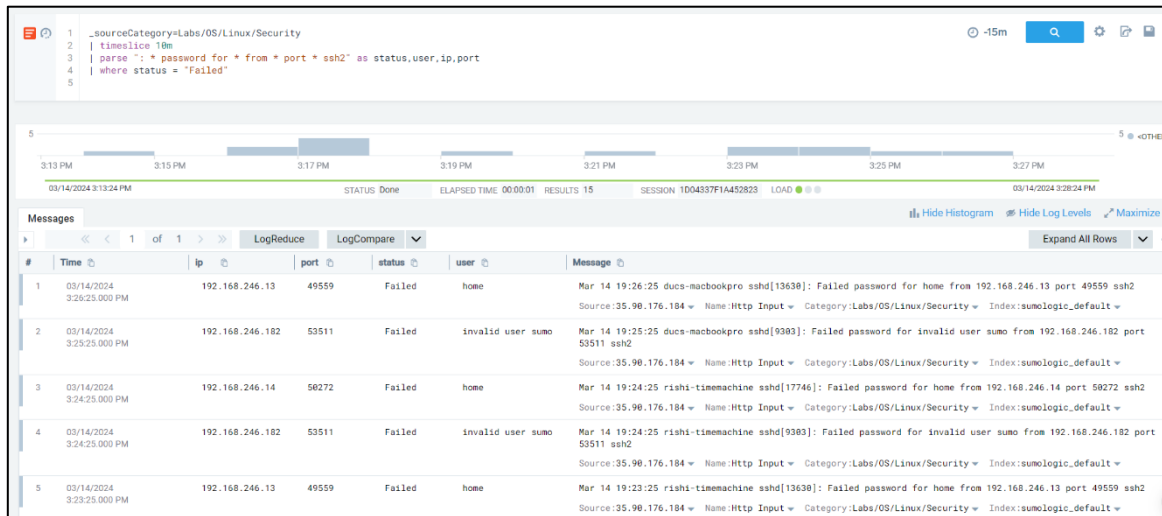 1 _sourceCategory=Labs/OS/Linux/Security
2 | timeslice 10m
3 | parse ": * password for * from * port * ssh2" as status,user,ip,port
4 | where status = "Failed"
5
-15m
5
5 <OTHE
3:13 PM 3:15 PM 3:17 PM 3:19 PM 3:21 PM 3:23 PM 3:25 PM 3:27 PM
03/14/2024 3:13:24 PM STATUS Done ELAPSED TIME 00:00:01 RESULTS 15 SESSION 1D04337F1A452823 LOAD 03/14/2024 3:28:24 PM
Messages Hide Histogram Hide Log Levels Maximize
1 of 1 LogReduce LogCompare Expand All Rows
# Time ip port status user Message
1 03/14/2024 192.168.246.13 49559 Failed home Mar 14 19:26:25 ducs-macbookpro sshd[13630]: Failed password for home from 192.168.246.13 port 49559 ssh2
3:26:25.000 PM Source:35.90.176.184 Name:Http Input Category:Labs/OS/Linux/Security Index:sumologic_default
2 03/14/2024 192.168.246.182 53511 Failed invalid user sumo Mar 14 19:25:25 ducs-macbookpro sshd[9303]: Failed password for invalid user sumo from 192.168.246.182 port
3:25:25.000 PM 53511 ssh2
Source:35.90.176.184 Name:Http Input Category:Labs/OS/Linux/Security Index:sumologic_default
3 03/14/2024 192.168.246.14 50272 Failed home Mar 14 19:24:25 rishi-timemachine sshd[17746]: Failed password for home from 192.168.246.14 port 50272 ssh2
3:24:25.000 PM Source:35.90.176.184 Name:Http Input Category:Labs/OS/Linux/Security Index:sumologic_default
4 03/14/2024 192.168.246.182 53511 Failed invalid user sumo Mar 14 19:24:25 rishi-timemachine sshd[9303]: Failed password for invalid user sumo from 192.168.246.182 port
3:24:25.000 PM 53511 ssh2
Source:35.90.176.184 Name:Http Input Category:Labs/OS/Linux/Security Index:sumologic_default
5 03/14/2024 192.168.246.13 49559 Failed home Mar 14 19:23:25 rishi-timemachine sshd[13630]: Failed password for home from 192.168.246.13 port 49559 ssh2
3:23:25.000 PM Source:35.90.176.184 Name:Http Input Category:Labs/OS/Linux/Security Index:sumologic_default